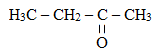 H₃C – CH₂ – C – CH₃
||
O